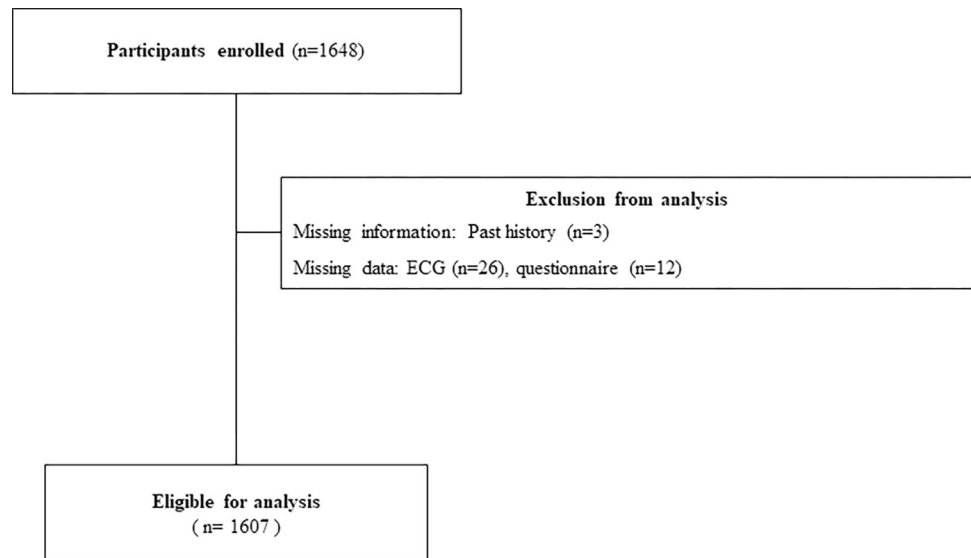 Participants enrolled (n=1648)
Exclusion from analysis
Missing information: Past history (n=3)
Missing data: ECG (n=26), questionnaire (n=12)
Eligible for analysis
( n= 1607 )